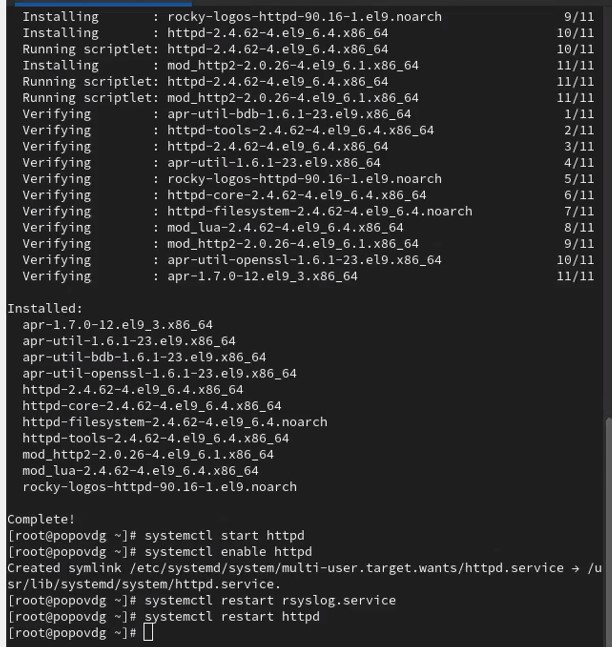 Installing       : rocky-logos-httpd-90.16-1.el9.noarch                9/11
Installing       : httpd-2.4.62-4.el9_6.4.x86_64                      10/11
Running scriptlet: httpd-2.4.62-4.el9_6.4.x86_64                      10/11
Installing       : mod_http2-2.0.26-4.el9_6.1.x86_64                  11/11
Running scriptlet: httpd-2.4.62-4.el9_6.4.x86_64                      11/11
Running scriptlet: mod_http2-2.0.26-4.el9_6.1.x86_64                  11/11
Verifying        : apr-util-bdb-1.6.1-23.el9.x86_64                    1/11
Verifying        : httpd-tools-2.4.62-4.el9_6.4.x86_64                 2/11
Verifying        : httpd-2.4.62-4.el9_6.4.x86_64                       3/11
Verifying        : apr-util-1.6.1-23.el9.x86_64                        4/11
Verifying        : rocky-logos-httpd-90.16-1.el9.noarch                5/11
Verifying        : httpd-core-2.4.62-4.el9_6.4.x86_64                  6/11
Verifying        : httpd-filesystem-2.4.62-4.el9_6.4.noarch            7/11
Verifying        : mod_lua-2.4.62-4.el9_6.4.x86_64                     8/11
Verifying        : mod_http2-2.0.26-4.el9_6.1.x86_64                   9/11
Verifying        : apr-util-openssl-1.6.1-23.el9.x86_64               10/11
Verifying        : apr-1.7.0-12.el9_3.x86_64                          11/11
Installed:
apr-1.7.0-12.el9_3.x86_64
apr-util-1.6.1-23.el9.x86_64
apr-util-bdb-1.6.1-23.el9.x86_64
apr-util-openssl-1.6.1-23.el9.x86_64
httpd-2.4.62-4.el9_6.4.x86_64
httpd-core-2.4.62-4.el9_6.4.x86_64
httpd-filesystem-2.4.62-4.el9_6.4.noarch
httpd-tools-2.4.62-4.el9_6.4.x86_64
mod_http2-2.0.26-4.el9_6.1.x86_64
mod_lua-2.4.62-4.el9_6.4.x86_64
rocky-logos-httpd-90.16-1.el9.noarch
Complete!
[root@popovdg ~]# systemctl start httpd
[root@popovdg ~]# systemctl enable httpd
Created symlink /etc/systemd/system/multi-user.target.wants/httpd.service → /u
sr/lib/systemd/system/httpd.service.
[root@popovdg ~]# systemctl restart rsyslog.service
[root@popovdg ~]# systemctl restart httpd
[root@popovdg ~]#